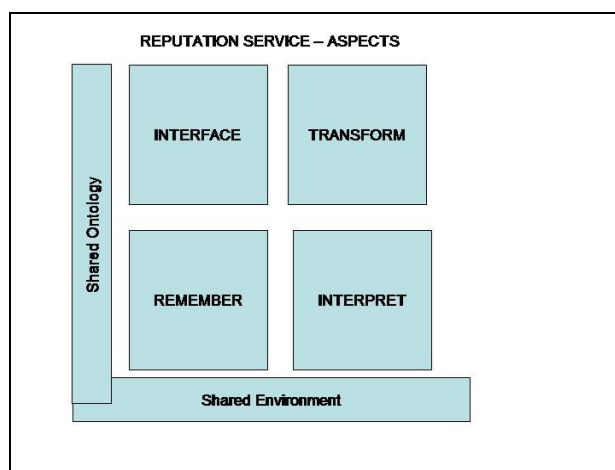 REPUTATION SERVICE – ASPECTS
INTERFACE
TRANSFORM
Shared Ontology
REMEMBER
INTERPRET
Shared Environment